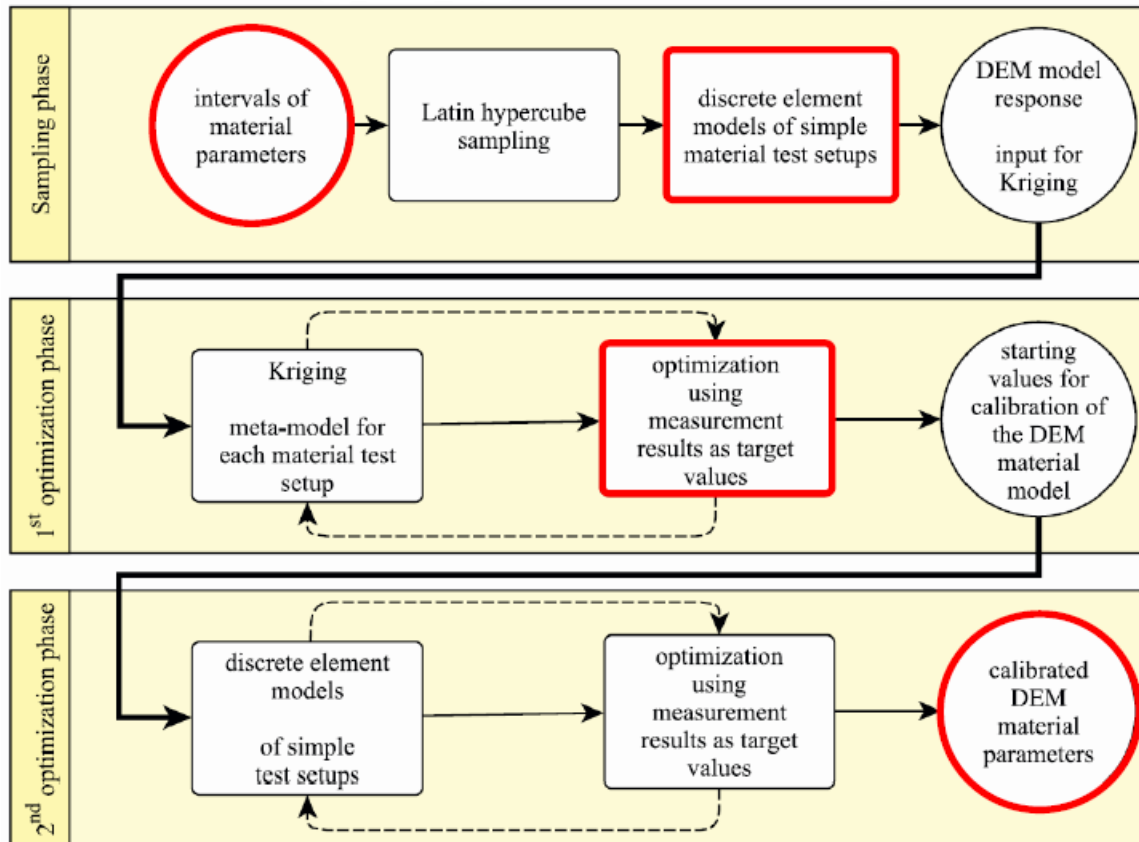 Sampling phase
intervals of
material
parameters
Latin hypercube
sampling
discrete element
models of simple
material test setups
DEM model
response
input for
Kriging
1st optimization phase
Kriging
meta-model for
each material test
setup
optimization
using
measurement
results as target
values
starting
values for
calibration of
the DEM
material
model
2nd optimization phase
discrete element
models
of simple
test setups
optimization
using
measurement
results as target
values
calibrated
DEM
material
parameters